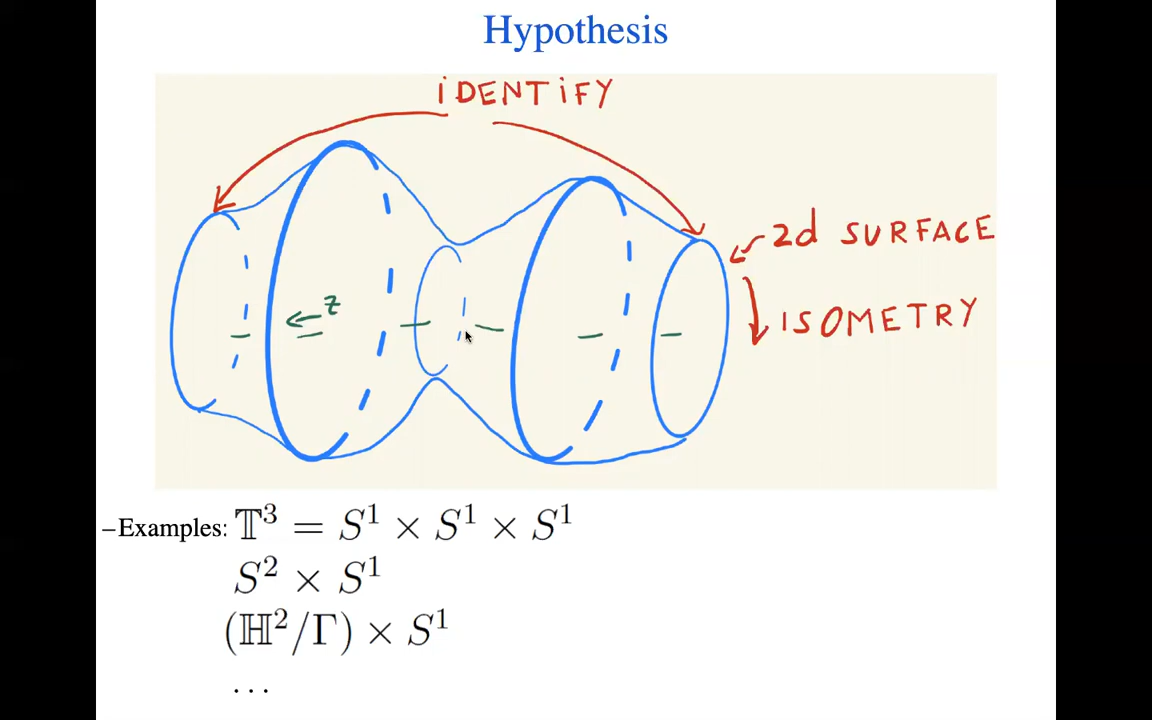 Hypothesis
iDENTiFY
2d SURFACE
z
ISOMETRY
–Examples: 𝕋³ = S¹ × S¹ × S¹
S² × S¹
(ℍ²/Γ) × S¹
...